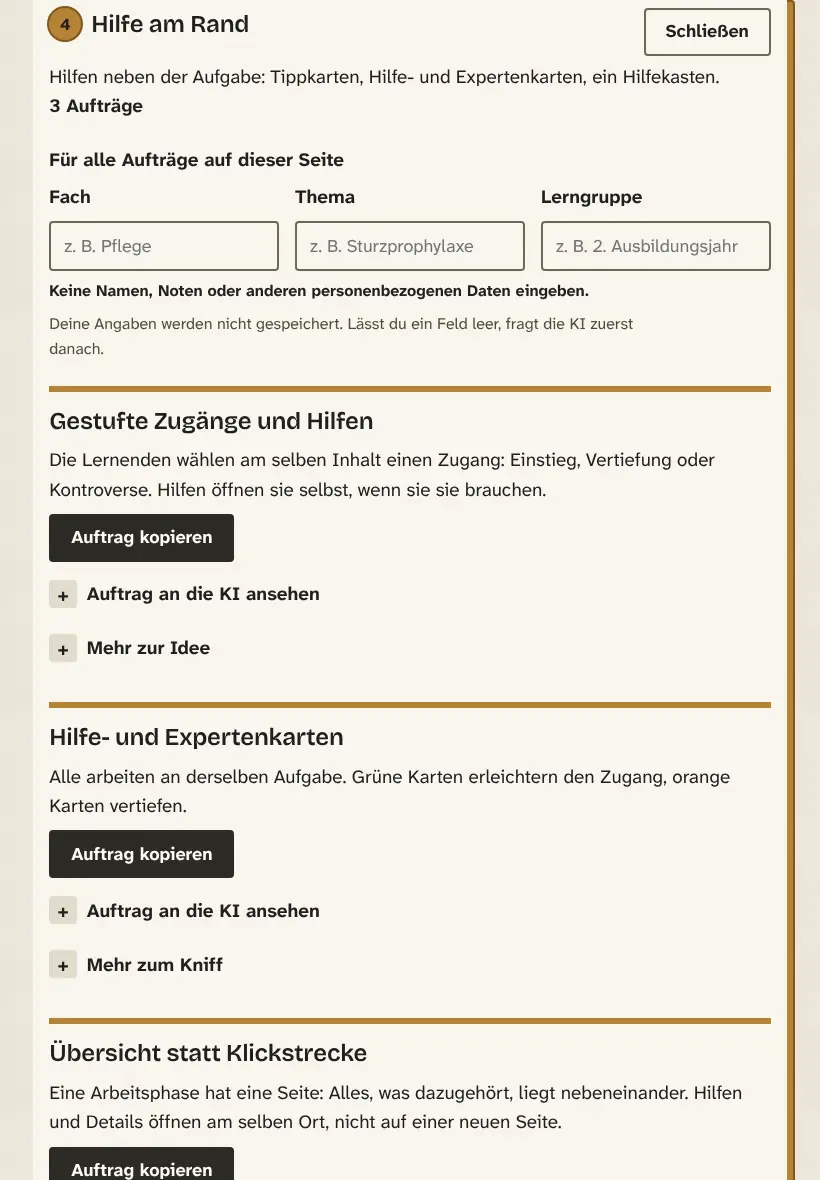 4 Hilfe am Rand
Schließen
Hilfen neben der Aufgabe: Tippkarten, Hilfe- und Expertenkarten, ein Hilfekasten.
3 Aufträge
Für alle Aufträge auf dieser Seite
Fach Thema Lerngruppe
z. B. Pflege z. B. Sturzprophylaxe z. B. 2. Ausbildungsjahr
Keine Namen, Noten oder anderen personenbezogenen Daten eingeben.
Deine Angaben werden nicht gespeichert. Lässt du ein Feld leer, fragt die KI zuerst
danach.
Gestufte Zugänge und Hilfen
Die Lernenden wählen am selben Inhalt einen Zugang: Einstieg, Vertiefung oder
Kontroverse. Hilfen öffnen sie selbst, wenn sie sie brauchen.
Auftrag kopieren
+ Auftrag an die KI ansehen
+ Mehr zur Idee
Hilfe- und Expertenkarten
Alle arbeiten an derselben Aufgabe. Grüne Karten erleichtern den Zugang, orange
Karten vertiefen.
Auftrag kopieren
+ Auftrag an die KI ansehen
+ Mehr zum Kniff
Übersicht statt Klickstrecke
Eine Arbeitsphase hat eine Seite: Alles, was dazugehört, liegt nebeneinander. Hilfen
und Details öffnen am selben Ort, nicht auf einer neuen Seite.
Auftrag kopieren